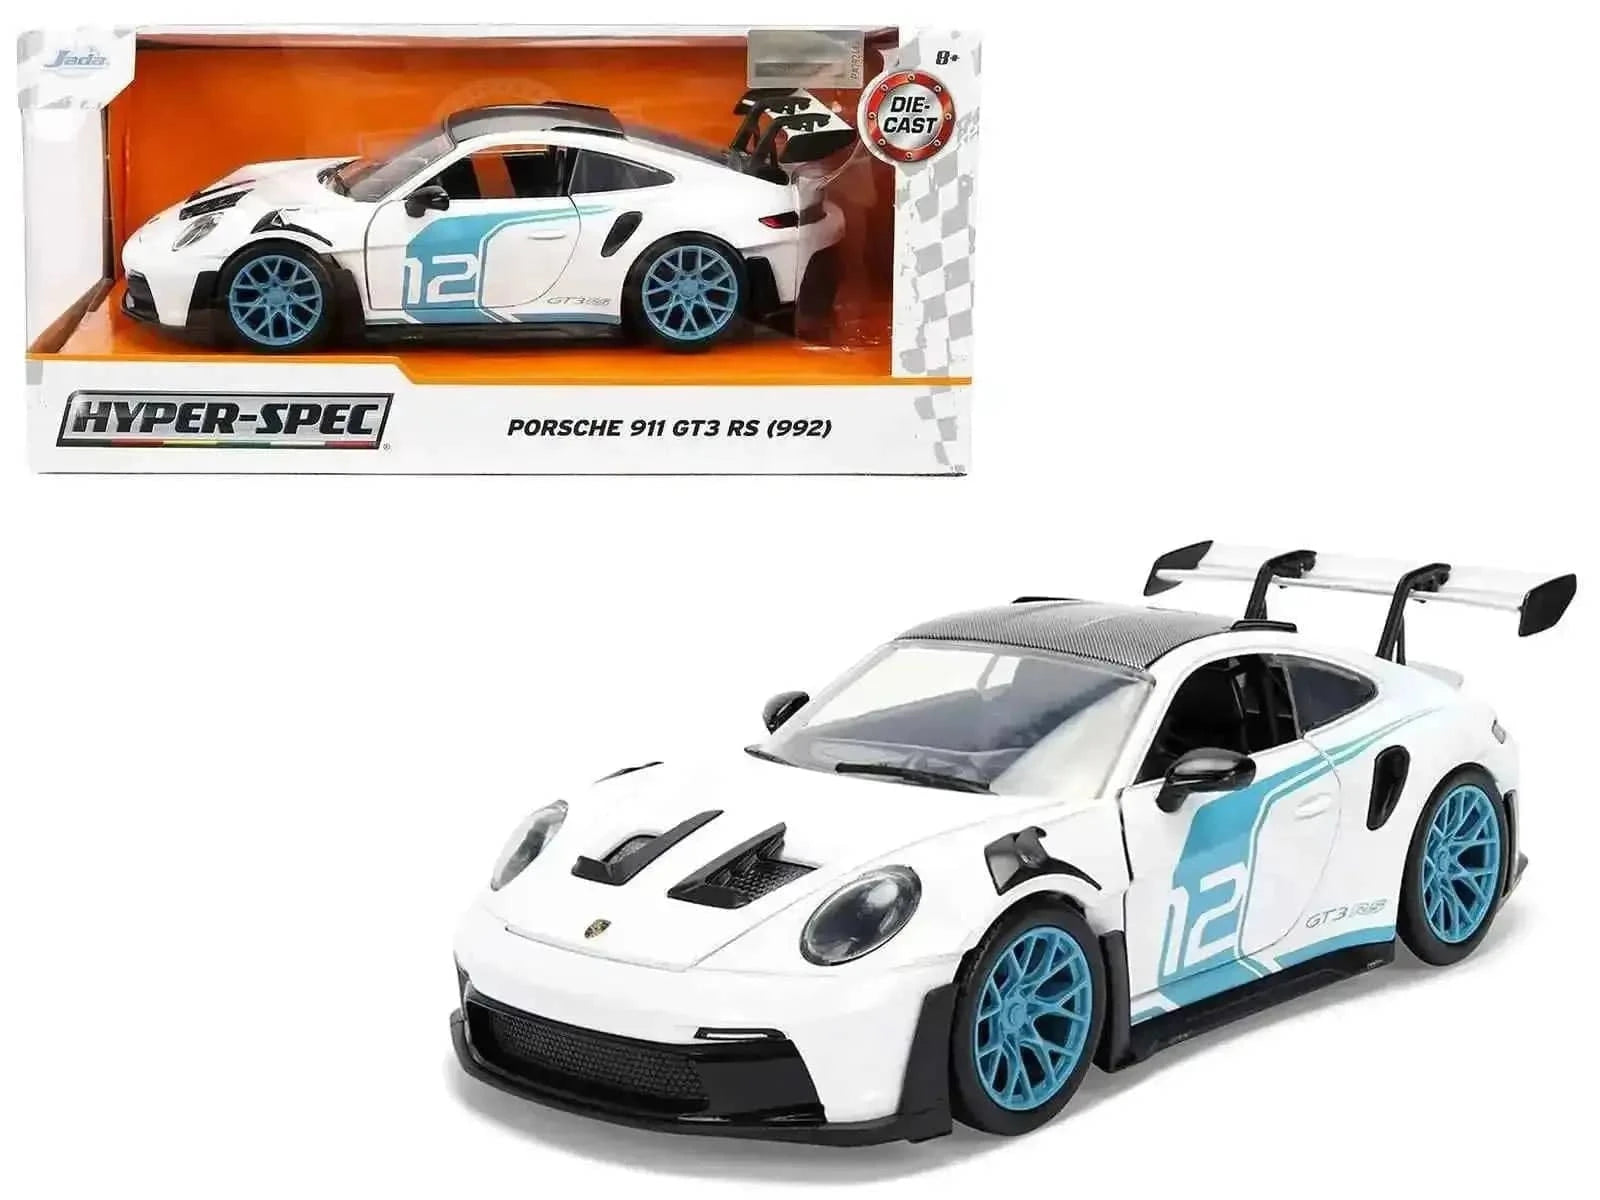 Jada
8+
DIE-
CAST
12
GT3 RS
HYPER-SPEC®
PORSCHE 911 GT3 RS (992)
12
GT3 RS